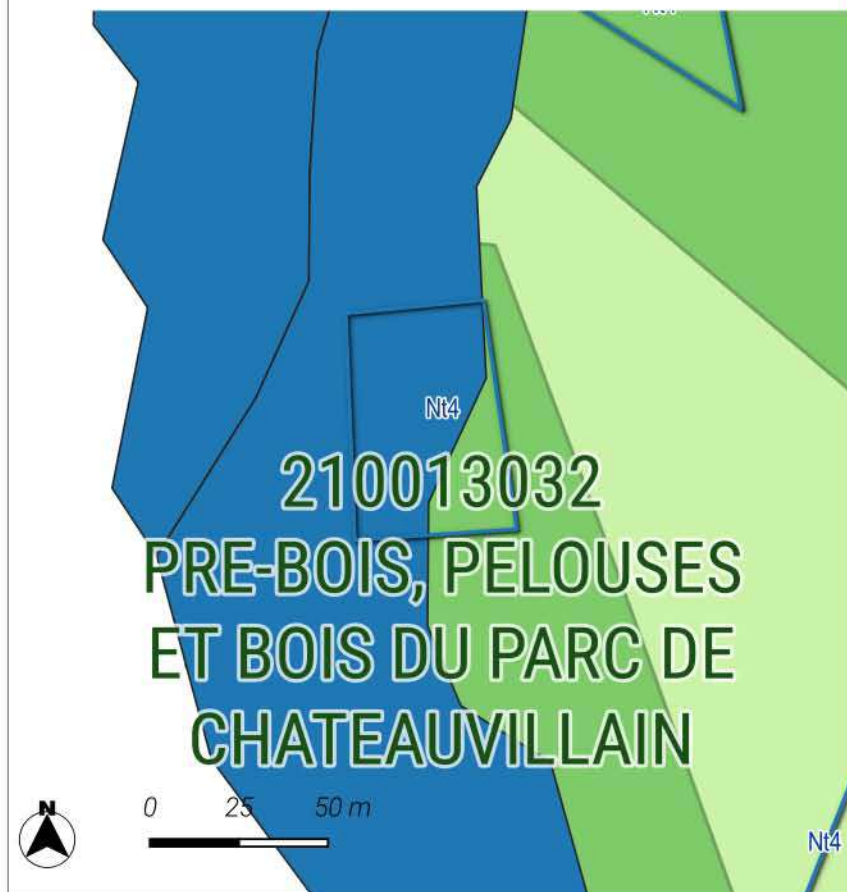 Nt4
210013032
PRE-BOIS, PELOUSES
ET BOIS DU PARC DE
CHATEAUVILLAIN
N
0 25 50 m
Nt4